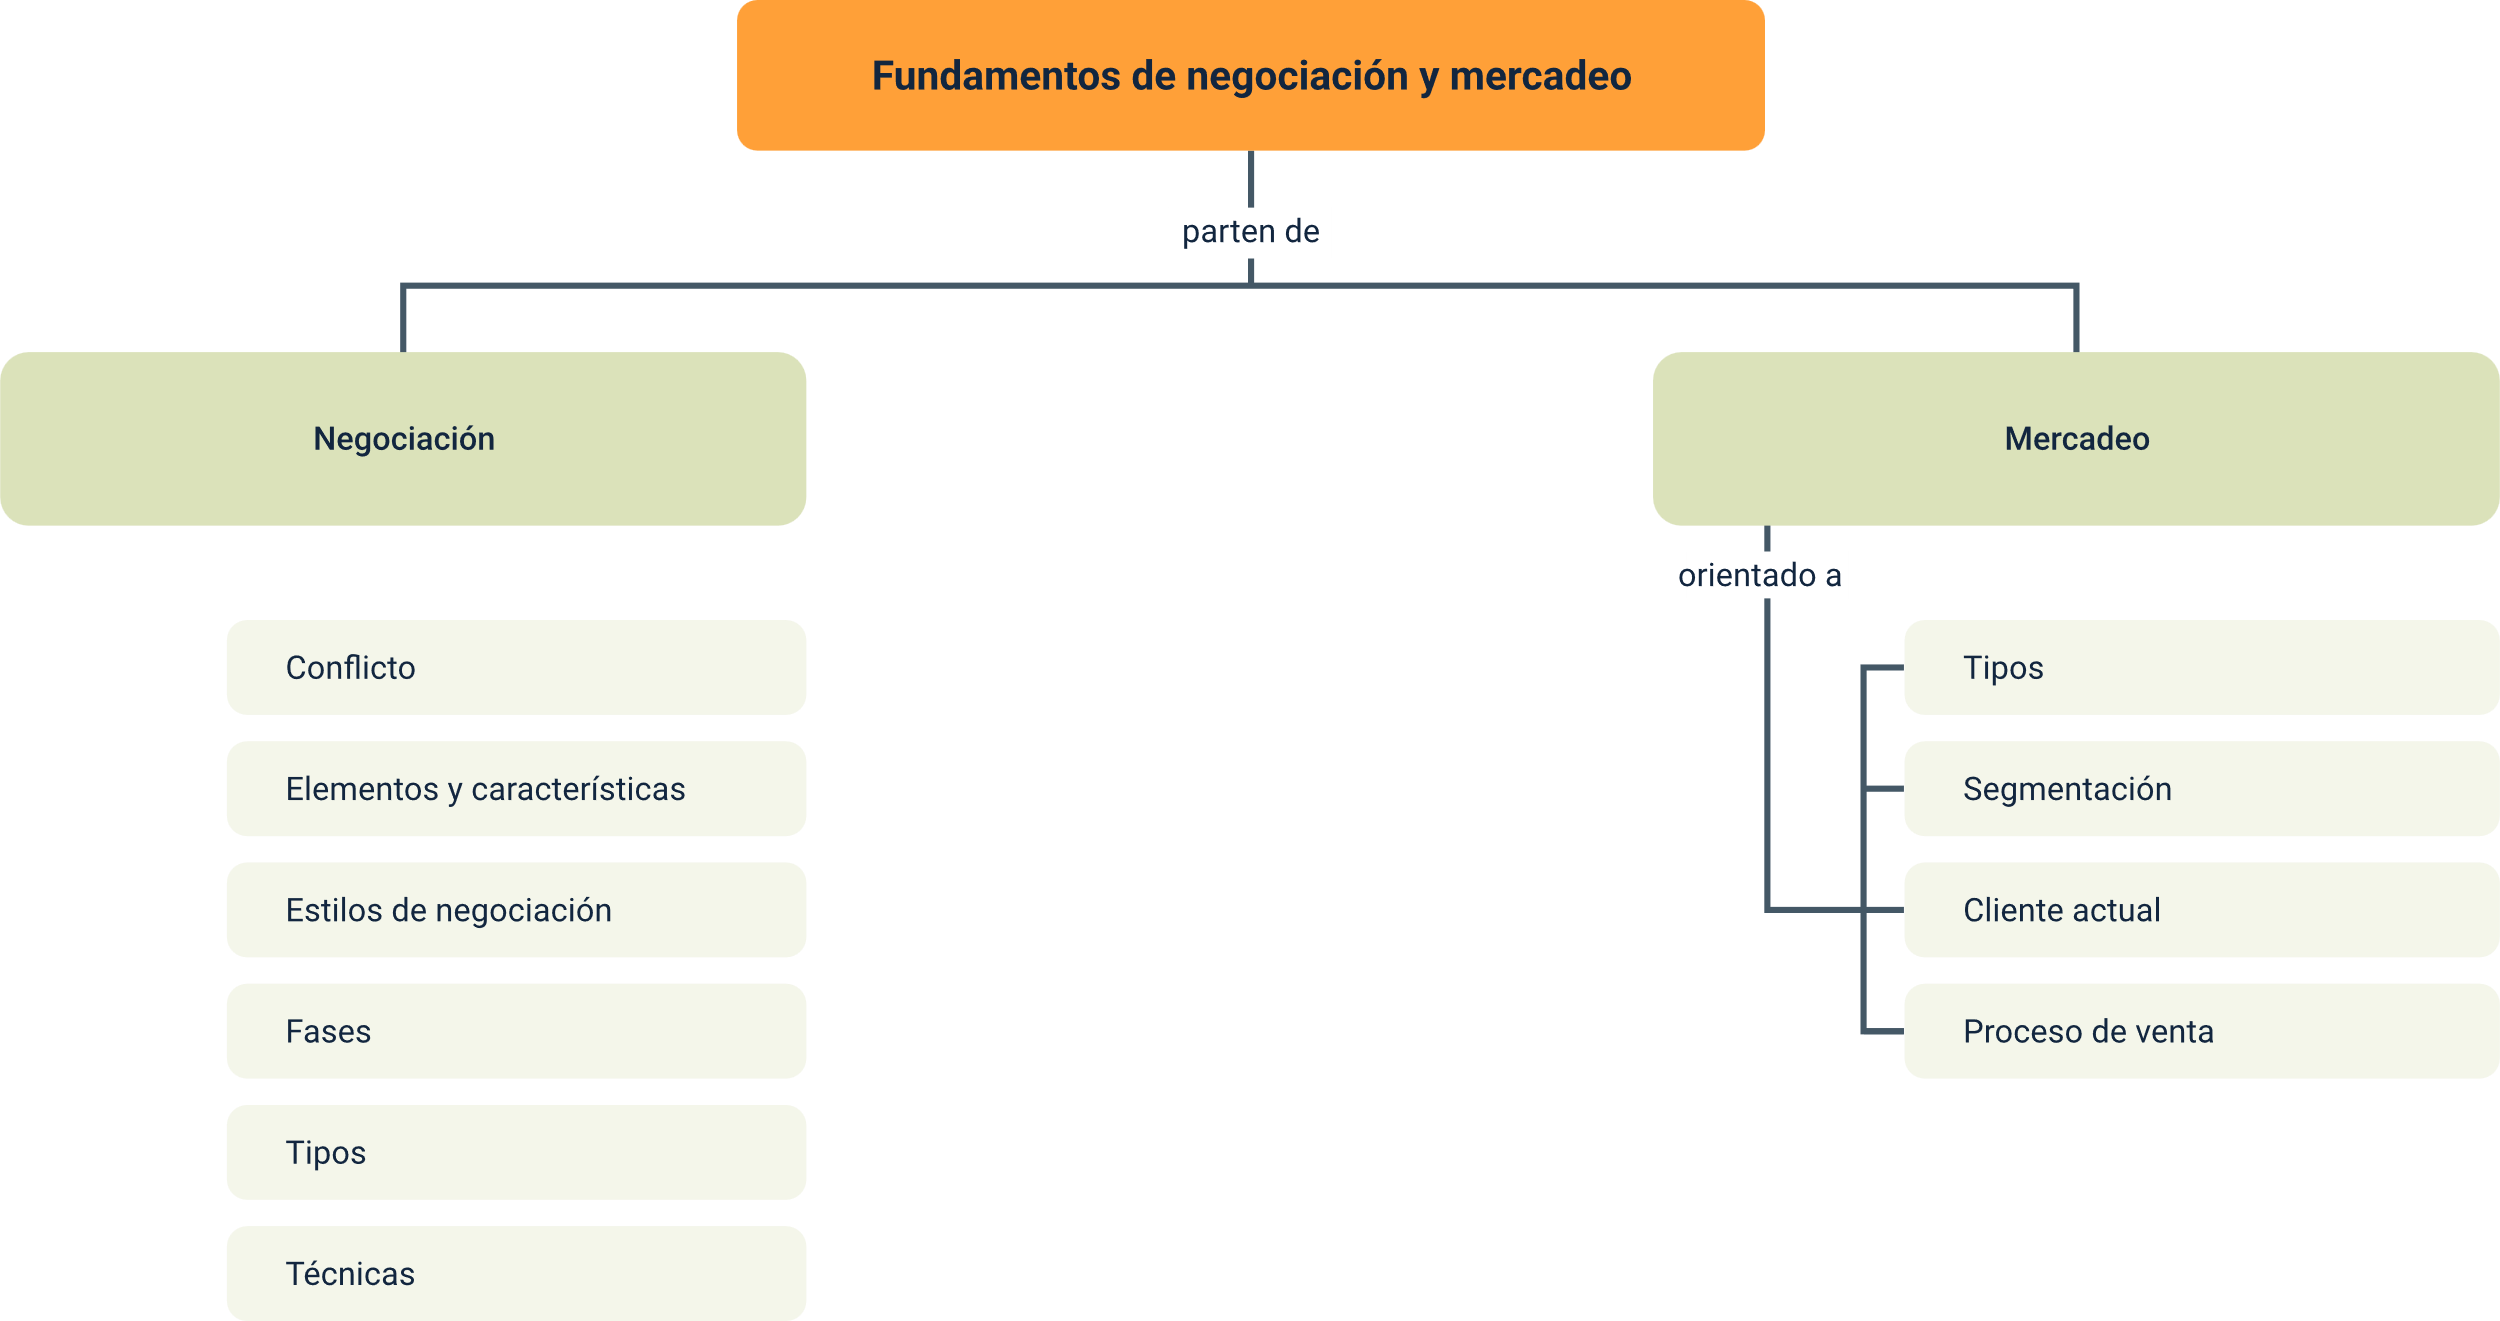 Fundamentos de negociación y mercadeo
parten de
Negociación
Conflicto
Elementos y características
Estilos de negociación
Fases
Tipos
Técnicas
Mercadeo
orientado a
Tipos
Segmentación
Cliente actual
Proceso de venta